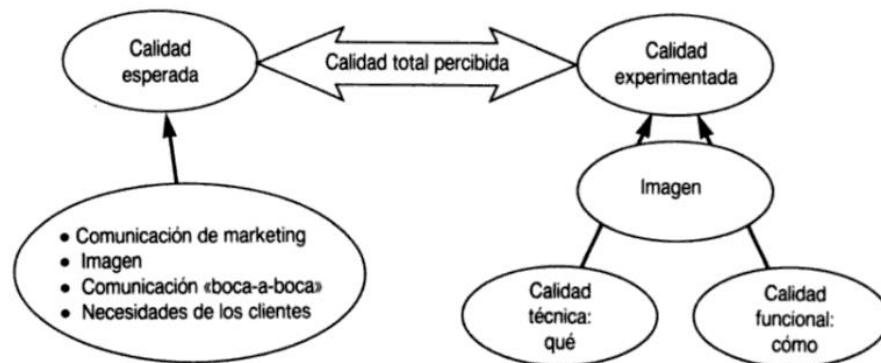 Calidad
esperada
Calidad total percibida
Calidad
experimentada
Imagen
• Comunicación de marketing
• Imagen
• Comunicación «boca-a-boca»
• Necesidades de los clientes
Calidad
técnica:
qué
Calidad
funcional:
cómo